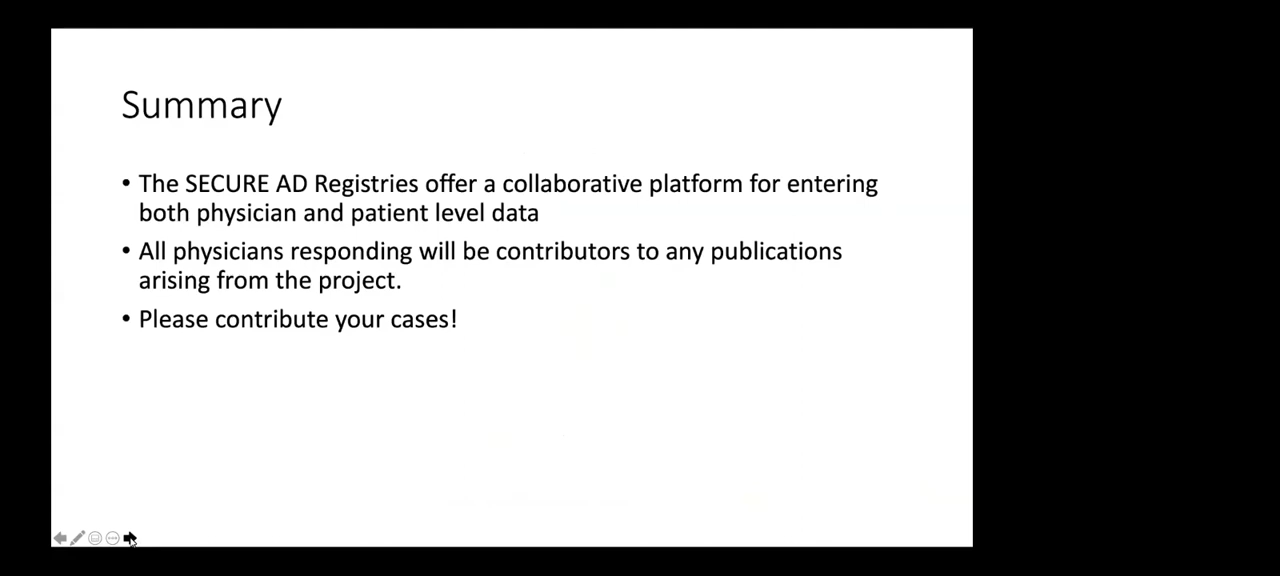 Summary
• The SECURE AD Registries offer a collaborative platform for entering
both physician and patient level data
• All physicians responding will be contributors to any publications
arising from the project.
• Please contribute your cases!